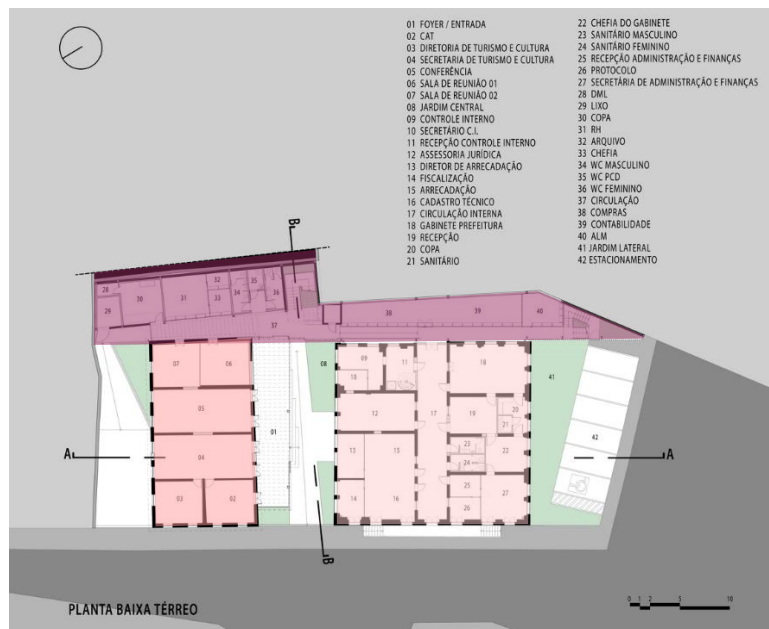 01 FOYER / ENTRADA
02 CAT
03 DIRETORIA DE TURISMO E CULTURA
04 SECRETARIA DE TURISMO E CULTURA
05 CONFERÊNCIA
06 SALA DE REUNIÃO 01
07 SALA DE REUNIÃO 02
08 JARDIM CENTRAL
09 CONTROLE INTERNO
10 SECRETÁRIO C.I.
11 RECEPÇÃO CONTROLE INTERNO
12 ASSESSORIA JURÍDICA
13 DIRETOR DE ARRECADAÇÃO
14 FISCALIZAÇÃO
15 ARRECADAÇÃO
16 CADASTRO TÉCNICO
17 CIRCULAÇÃO INTERNA
18 GABINETE PREFEITURA
19 RECEPÇÃO
20 COPA
21 SANITÁRIO
22 CHEFIA DO GABINETE
23 SANITÁRIO MASCULINO
24 SANITÁRIO FEMININO
25 RECEPÇÃO ADMINISTRAÇÃO E FINANÇAS
26 PROTOCOLO
27 SECRETÁRIA DE ADMINISTRAÇÃO E FINANÇAS
28 DML
29 LIXO
30 COPA
31 RH
32 ARQUIVO
33 CHEFIA
34 WC MASCULINO
35 WC PCD
36 WC FEMININO
37 CIRCULAÇÃO
38 COMPRAS
39 CONTABILIDADE
40 ALM
41 JARDIM LATERAL
42 ESTACIONAMENTO
B
28
29
30
31
32
33
34
35
36
37
38
39
40
07
06
08
09
10
11
18
41
05
01
12
17
19
20
21
42
A
04
13
15
23
24
22
A
03
02
14
16
25
26
27
B
PLANTA BAIXA TÉRREO
0 1 2 5 10